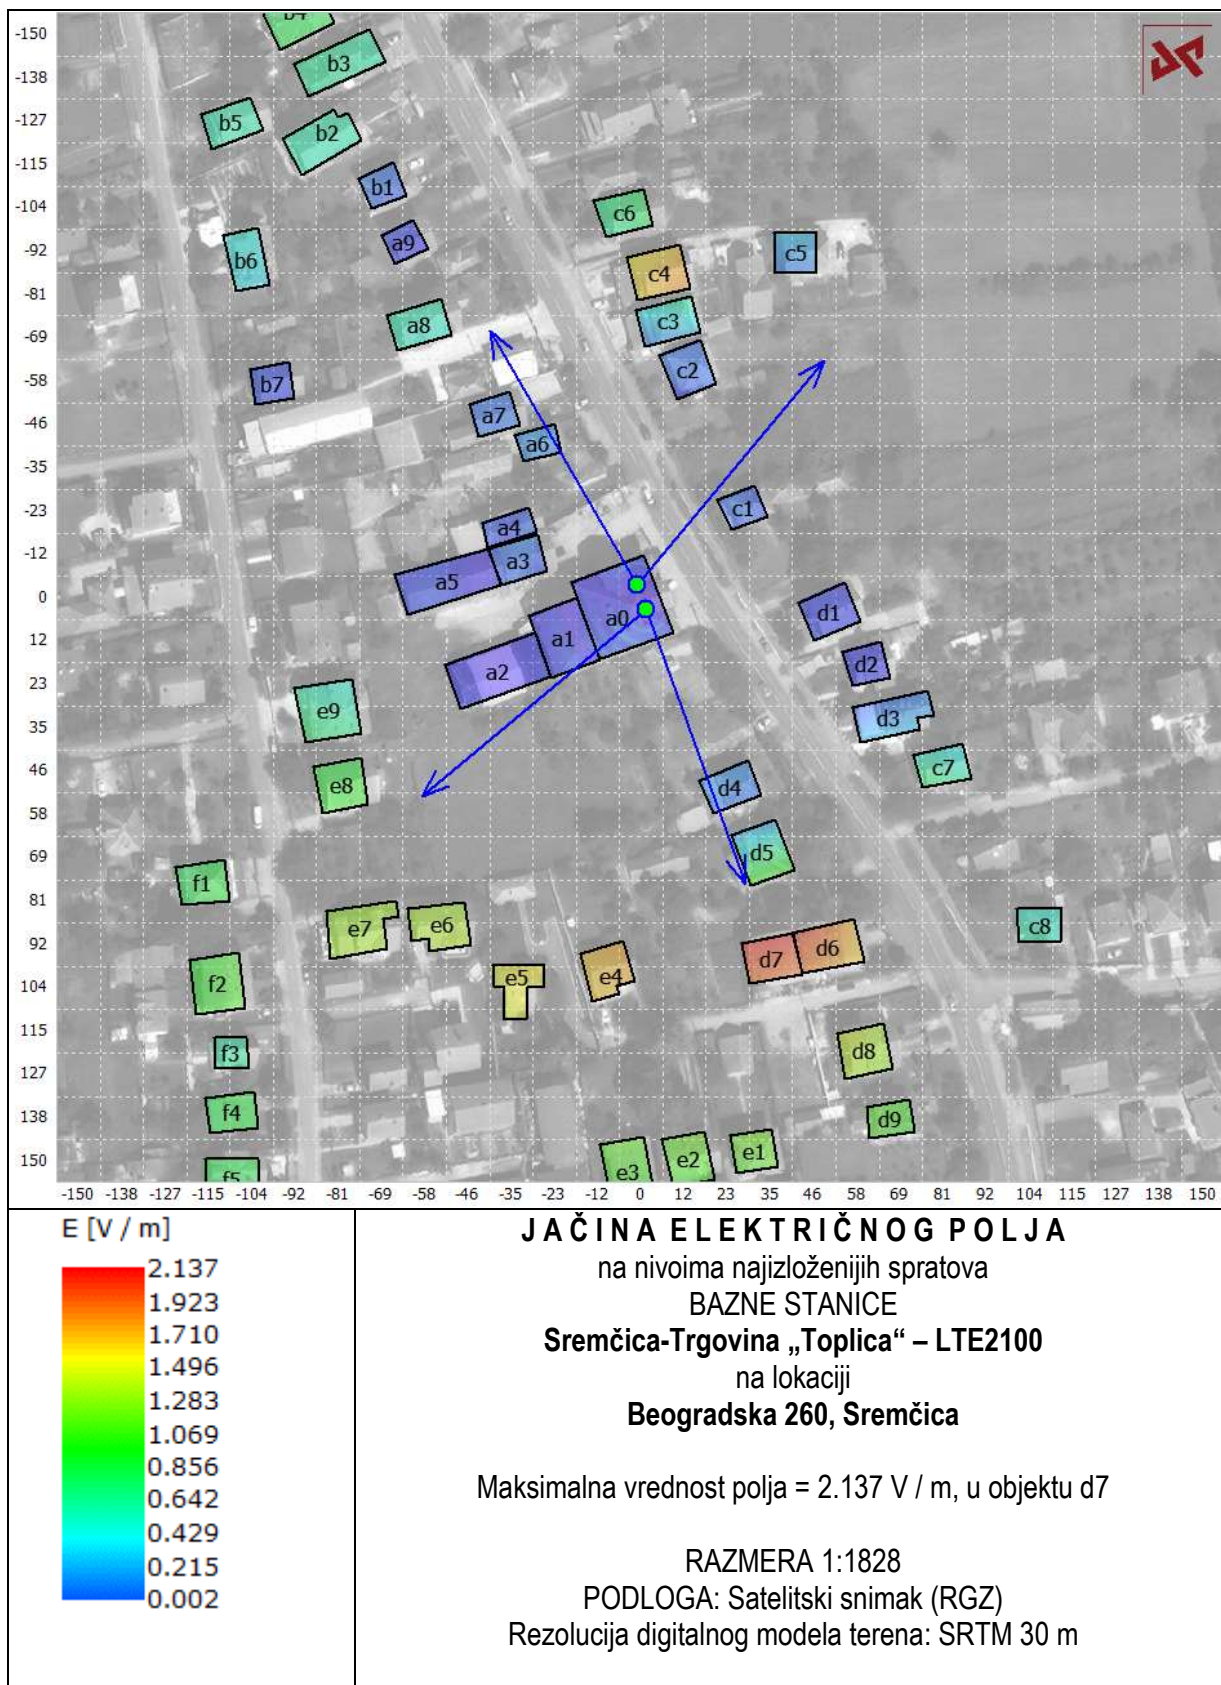 -150
-138
-127
-115
-104
-92
-81
-69
-58
-46
-35
-23
-12
0
12
23
35
46
58
69
81
92
104
115
127
138
150
b4
b3
b5
b2
b1
a9
b6
a8
b7
a7
a6
c6
c4
c5
c3
c2
c1
a4
a3
a5
a0
a1
a2
d1
d2
d3
c7
e9
e8
d4
d5
f1
e7
e6
e5
e4
d7
d6
c8
f2
f3
f4
f5
d8
d9
e3
e2
e1
-150 -138 -127 -115 -104 -92 -81 -69 -58 -46 -35 -23 -12 0 12 23 35 46 58 69 81 92 104 115 127 138 150
E [V / m]
2.137
1.923
1.710
1.496
1.283
1.069
0.856
0.642
0.429
0.215
0.002
JAČINA ELEKTRIČNOG POLJA
na nivoima najizloženijih spratova
BAZNE STANICE
Sremčica-Trgovina „Toplica“ – LTE2100
na lokaciji
Beogradska 260, Sremčica
Maksimalna vrednost polja = 2.137 V / m, u objektu d7
RAZMERA 1:1828
PODLOGA: Satelitski snimak (RGZ)
Rezolucija digitalnog modela terena: SRTM 30 m